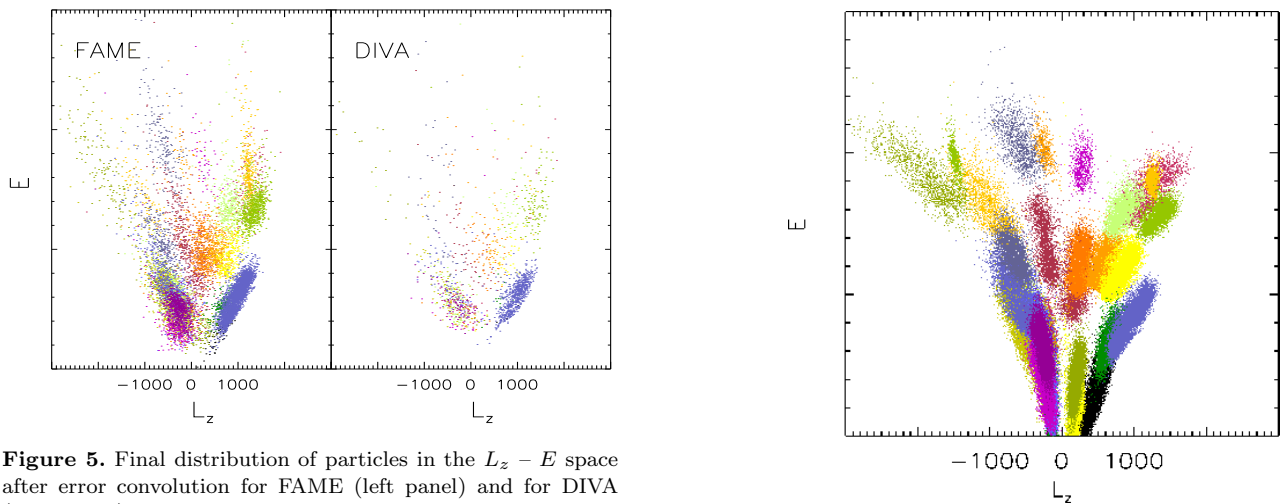 FAME
DIVA
E
−1000 0 1000
−1000 0 1000
L_z
L_z
Figure 5. Final distribution of particles in the L_z – E space
after error convolution for FAME (left panel) and for DIVA
E
−1000 0 1000
L_z